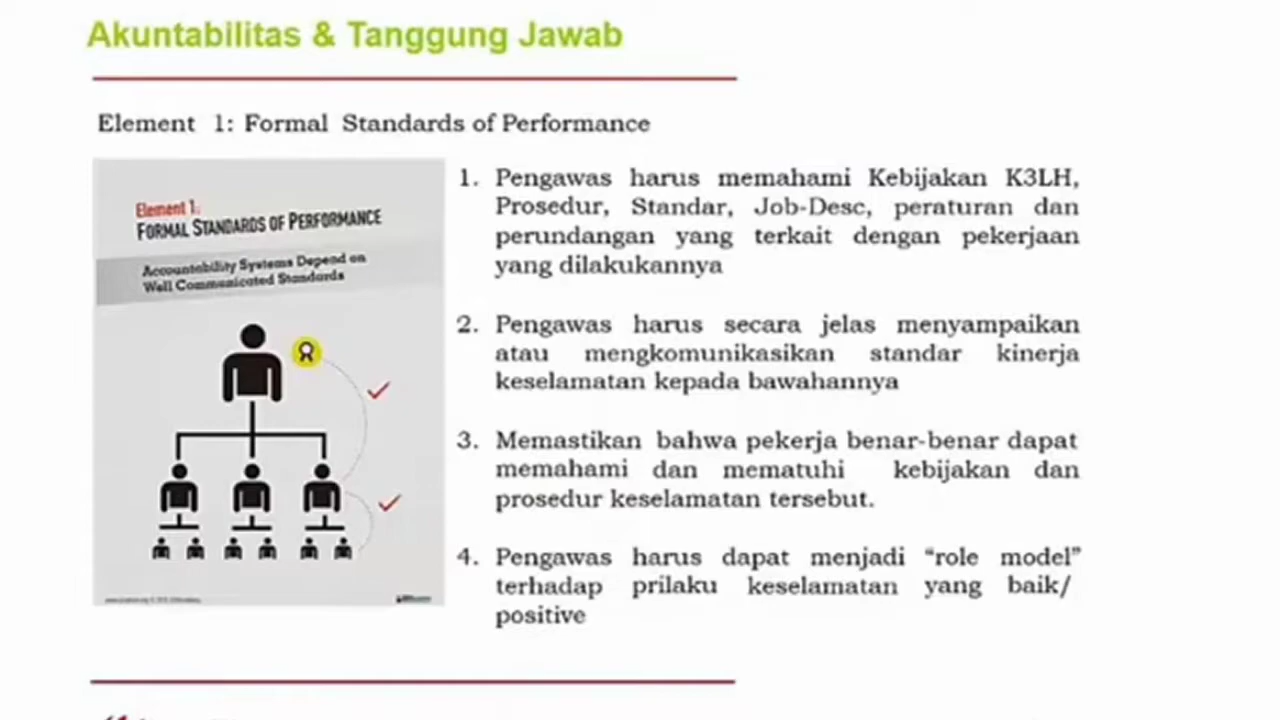 Akuntabilitas & Tanggung Jawab
Element 1: Formal Standards of Performance
Element 1:
FORMAL STANDARDS OF PERFORMANCE
Accountability Systems Depend on
Well Communicated Standards
1. Pengawas harus memahami Kebijakan K3LH,
Prosedur, Standar, Job-Desc, peraturan dan
perundangan yang terkait dengan pekerjaan
yang dilakukannya
2. Pengawas harus secara jelas menyampaikan
atau mengkomunikasikan standar kinerja
keselamatan kepada bawahannya
3. Memastikan bahwa pekerja benar-benar dapat
memahami dan mematuhi kebijakan dan
prosedur keselamatan tersebut.
4. Pengawas harus dapat menjadi “role model”
terhadap prilaku keselamatan yang baik/
positive